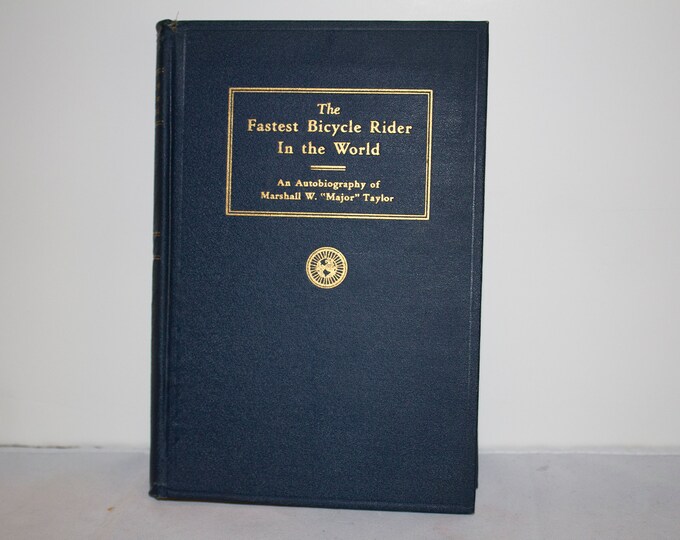 The
Fastest Bicycle Rider
In the World
An Autobiography of
Marshall W. "Major" Taylor